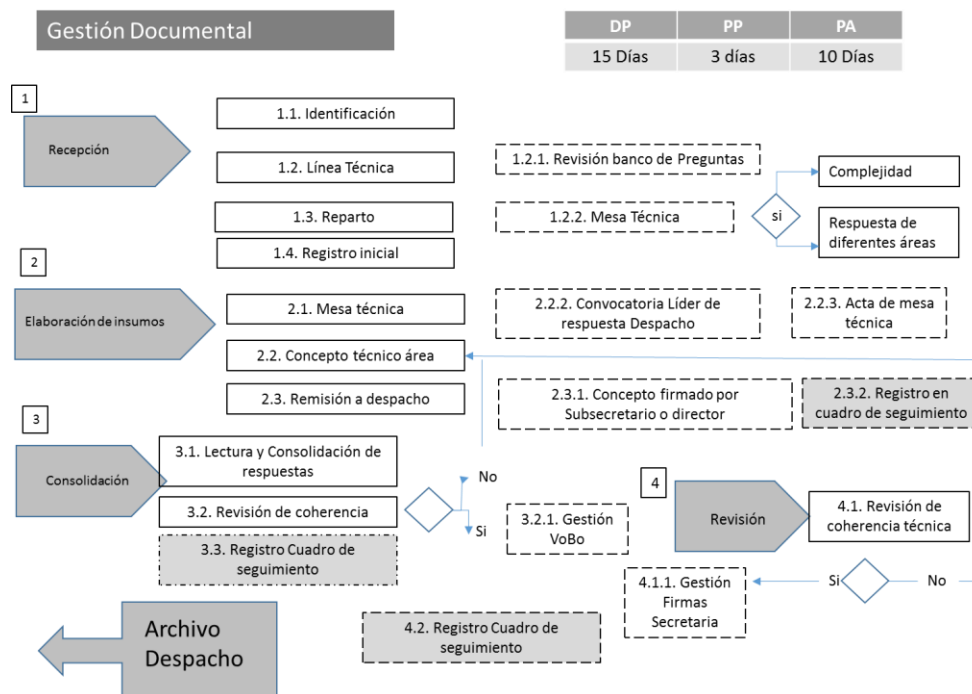 Gestión Documental
DP PP PA
15 Días 3 días 10 Días
1
Recepción
1.1. Identificación
1.2. Línea Técnica
1.3. Reparto
1.4. Registro inicial
1.2.1. Revisión banco de Preguntas
1.2.2. Mesa Técnica
si
Complejidad
Respuesta de
diferentes áreas
2
Elaboración de insumos
2.1. Mesa técnica
2.2. Concepto técnico área
2.3. Remisión a despacho
2.2.2. Convocatoria Líder de
respuesta Despacho
2.2.3. Acta de mesa
técnica
2.3.1. Concepto firmado por
Subsecretario o director
2.3.2. Registro en
cuadro de seguimiento
3
Consolidación
3.1. Lectura y Consolidación de
respuestas
3.2. Revisión de coherencia
3.3. Registro Cuadro de
seguimiento
No
Si
3.2.1. Gestión
VoBo
4
Revisión
4.1. Revisión de
coherencia técnica
Si
No
4.1.1. Gestión
Firmas
Secretaria
4.2. Registro Cuadro de
seguimiento
Archivo
Despacho